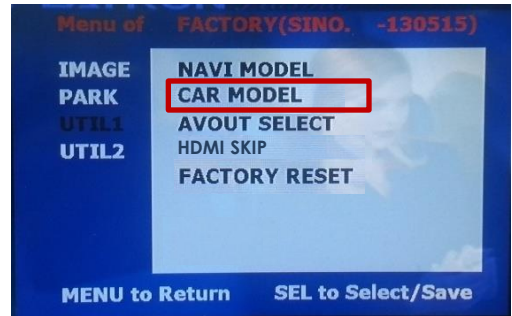 Menu of FACTORY(SINO. -130515)
IMAGE
PARK
UTIL1
UTIL2
NAVI MODEL
CAR MODEL
AVOUT SELECT
HDMI SKIP
FACTORY RESET
MENU to Return SEL to Select/Save